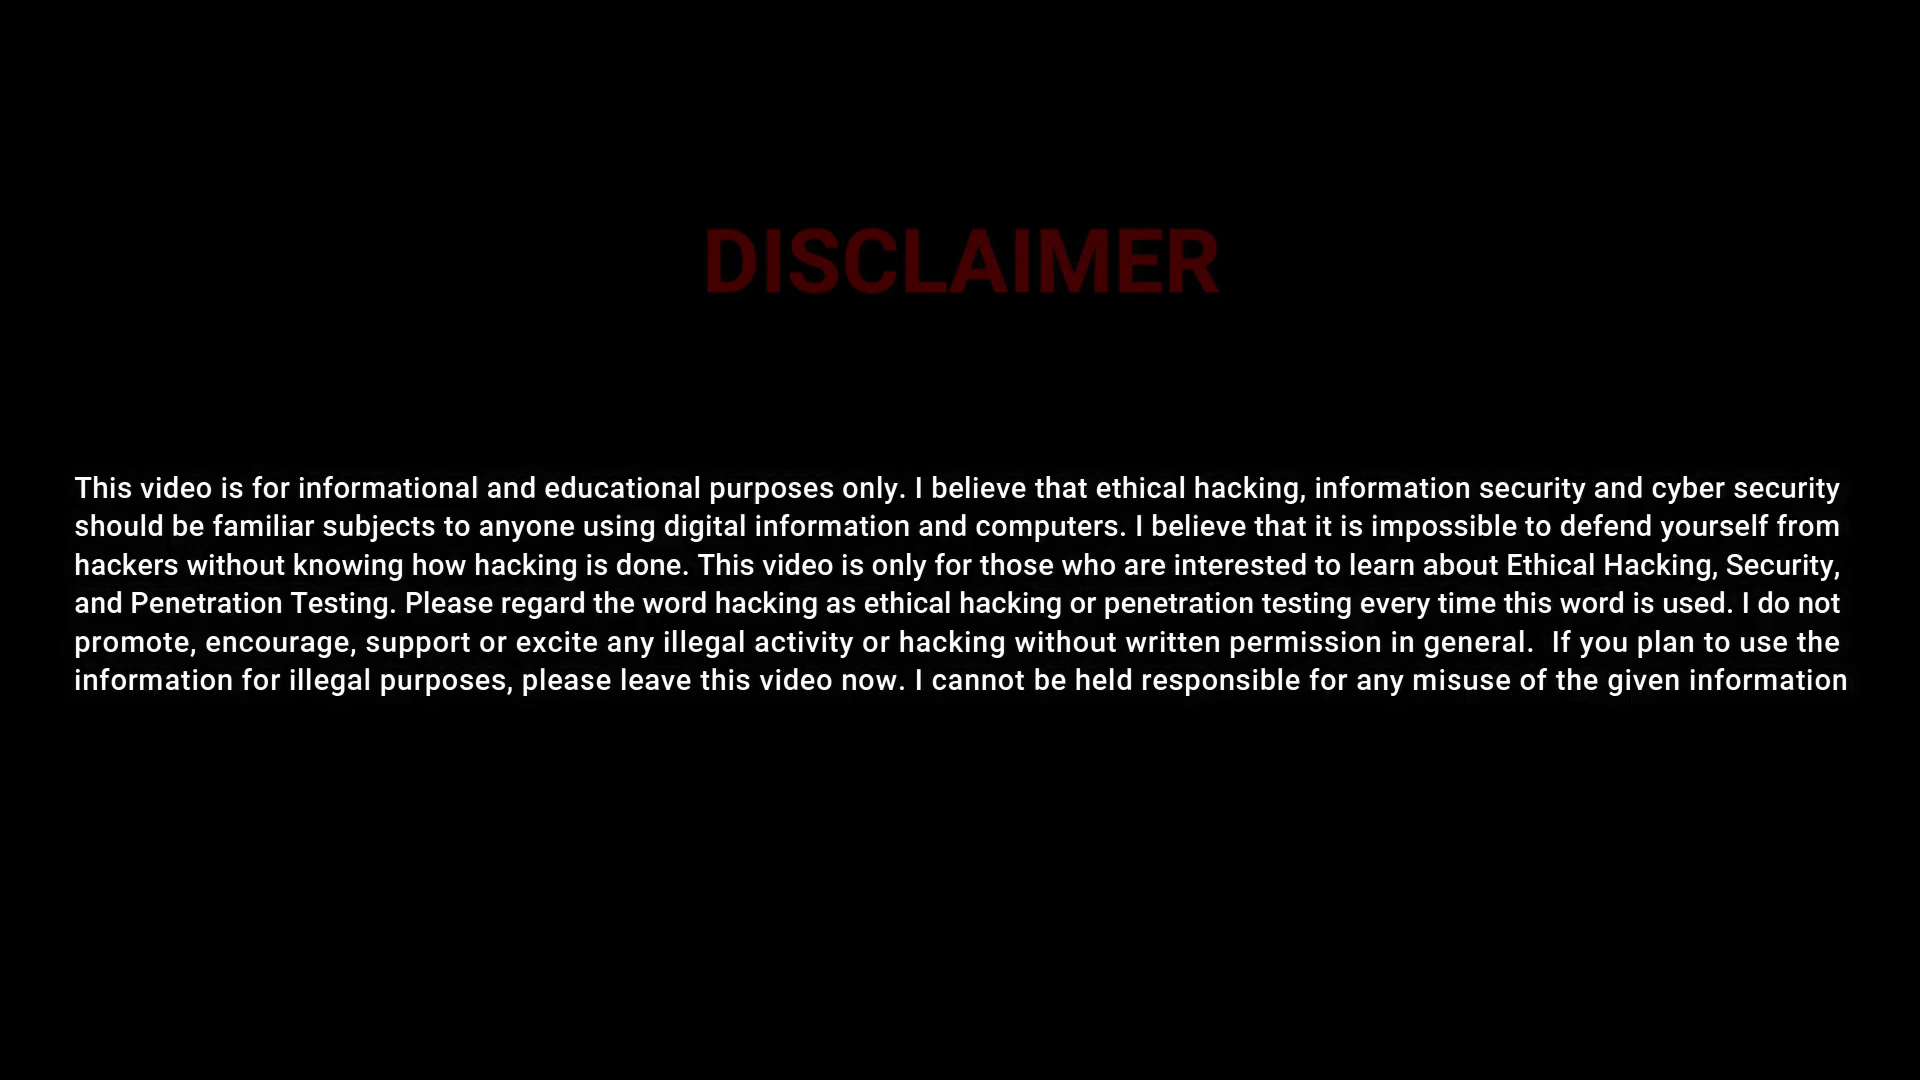 DISCLAIMER
This video is for informational and educational purposes only. I believe that ethical hacking, information security and cyber security
should be familiar subjects to anyone using digital information and computers. I believe that it is impossible to defend yourself from
hackers without knowing how hacking is done. This video is only for those who are interested to learn about Ethical Hacking, Security,
and Penetration Testing. Please regard the word hacking as ethical hacking or penetration testing every time this word is used. I do not
promote, encourage, support or excite any illegal activity or hacking without written permission in general.  If you plan to use the
information for illegal purposes, please leave this video now. I cannot be held responsible for any misuse of the given information